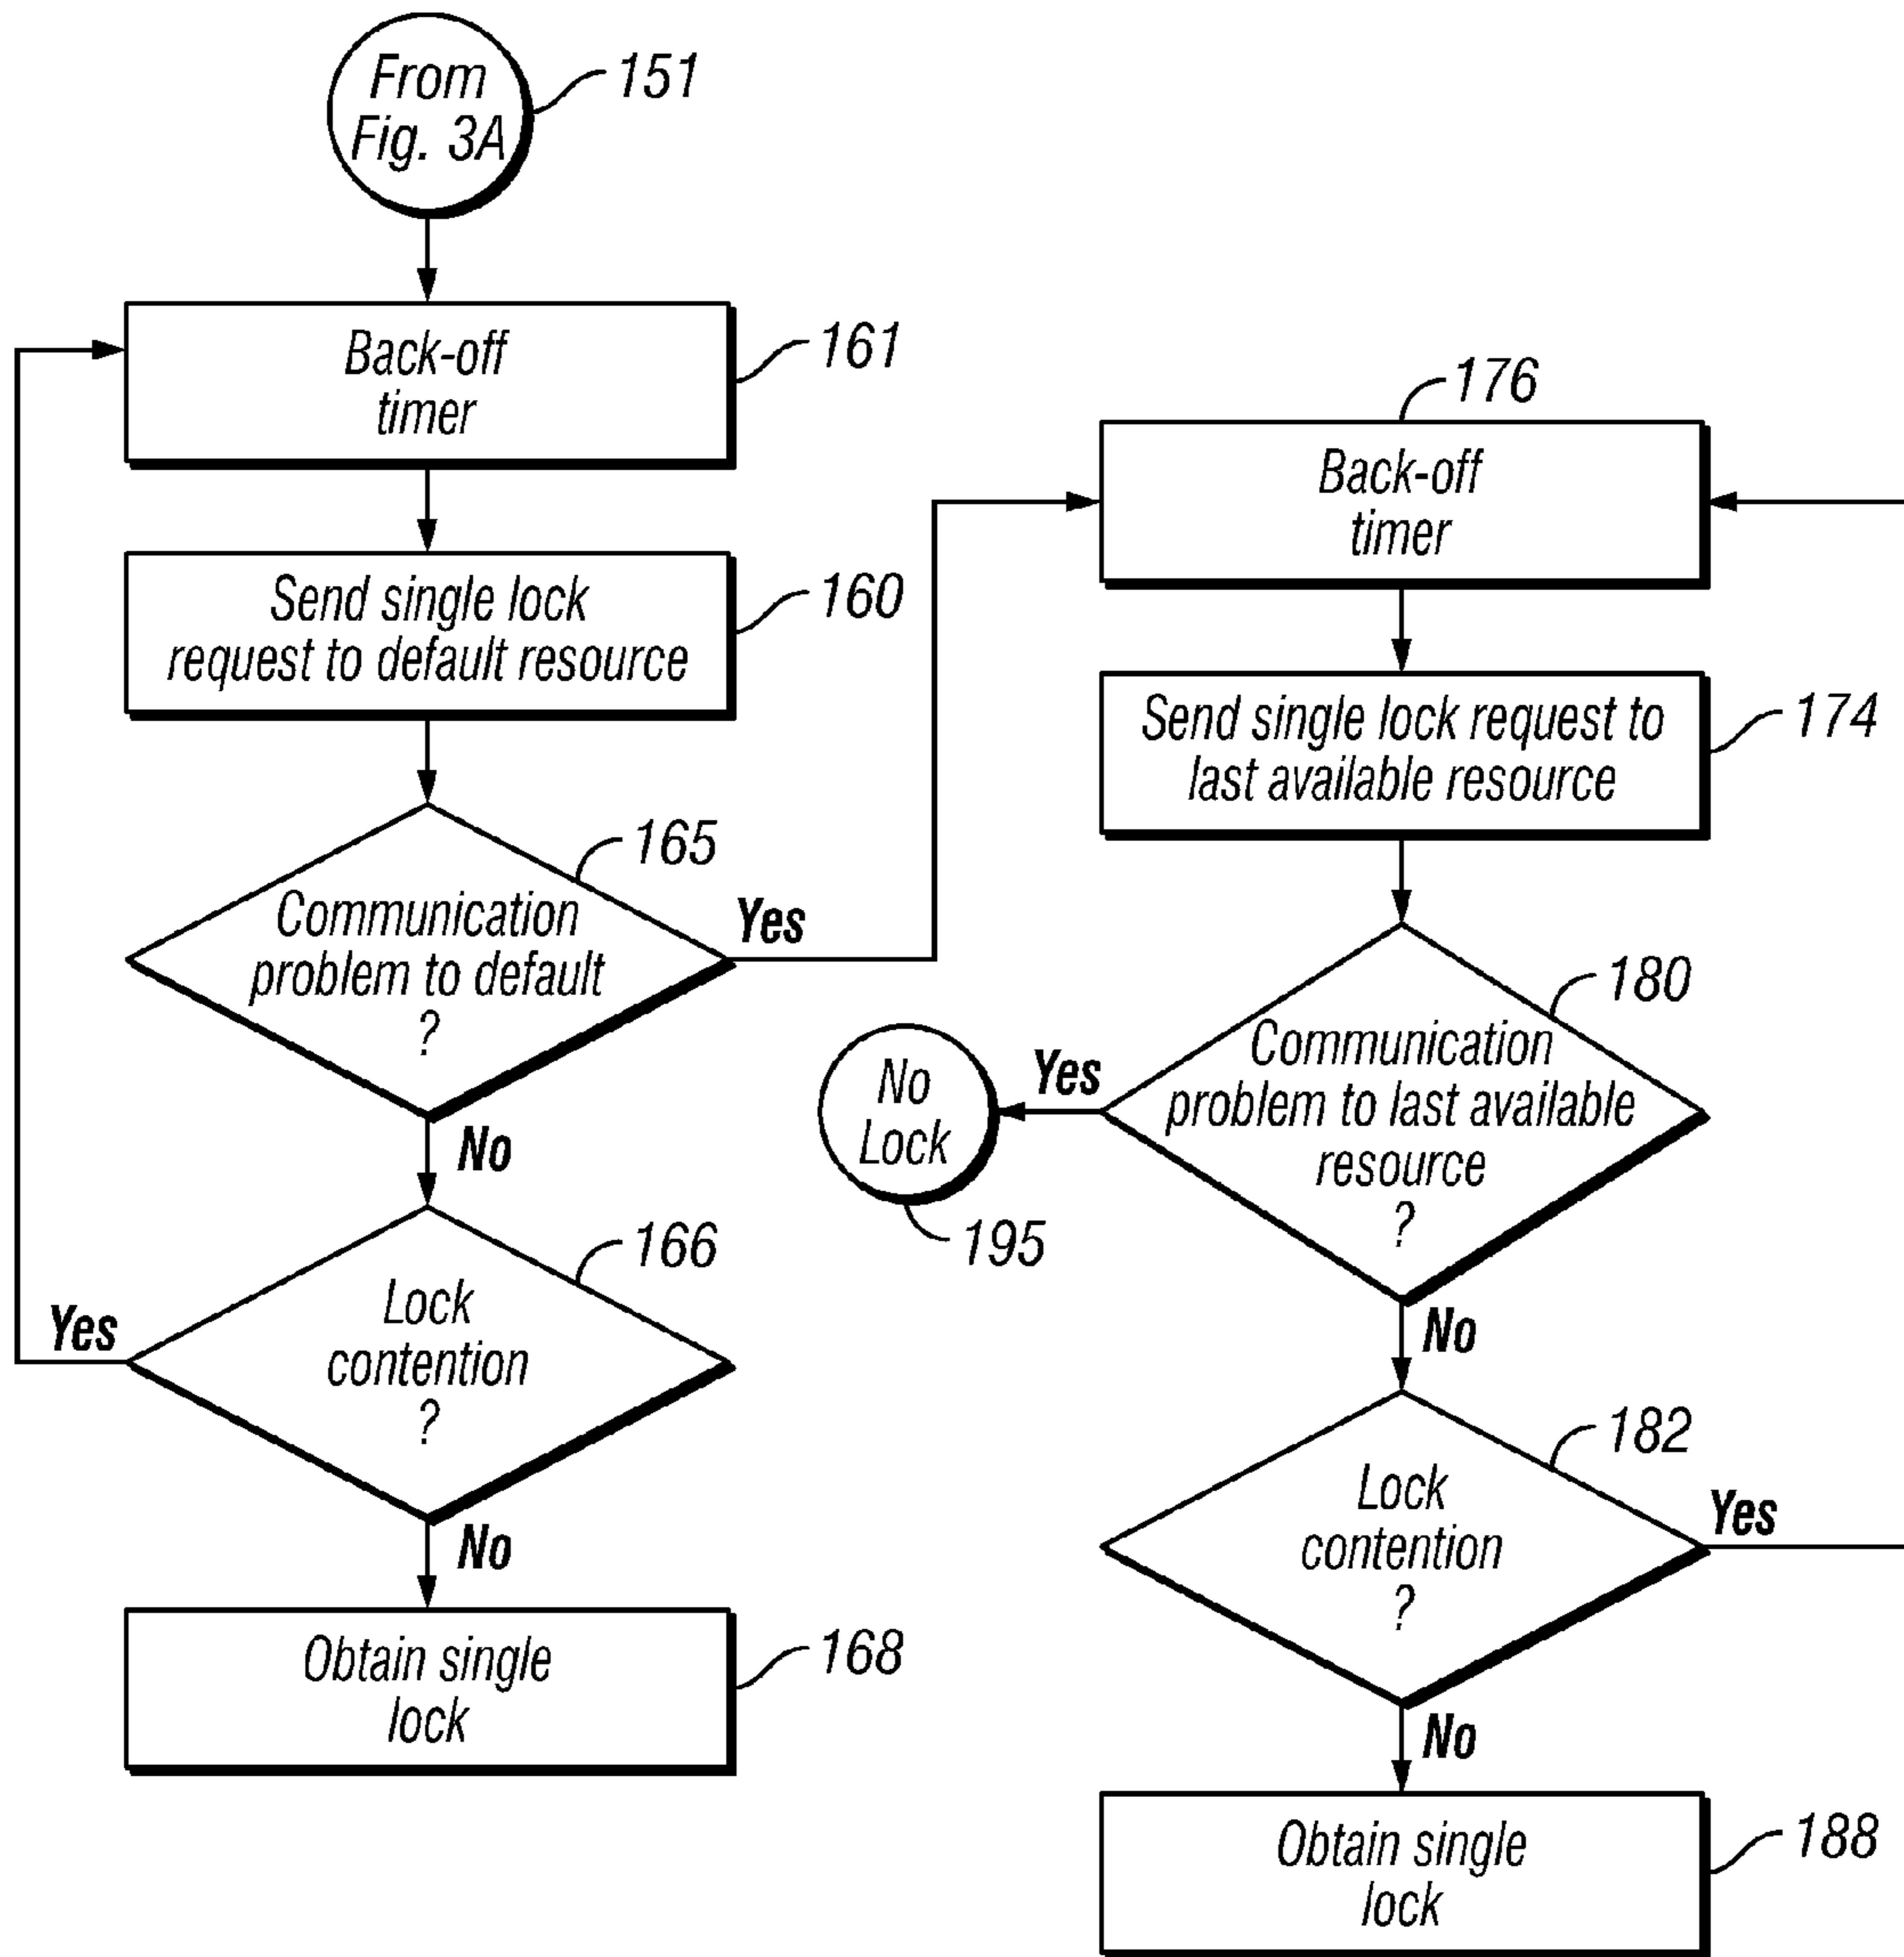 From
Fig. 3A
151
Back-off
timer
161
Send single lock
request to default resource
160
Communication
problem to default
?
165
Yes
No
Lock
contention
?
166
Yes
No
Obtain single
lock
168
176
Back-off
timer
Send single lock request to
last available resource
174
Communication
problem to last available
resource
?
180
Yes
No
Lock
195
No
Lock
contention
?
182
Yes
No
Obtain single
lock
188